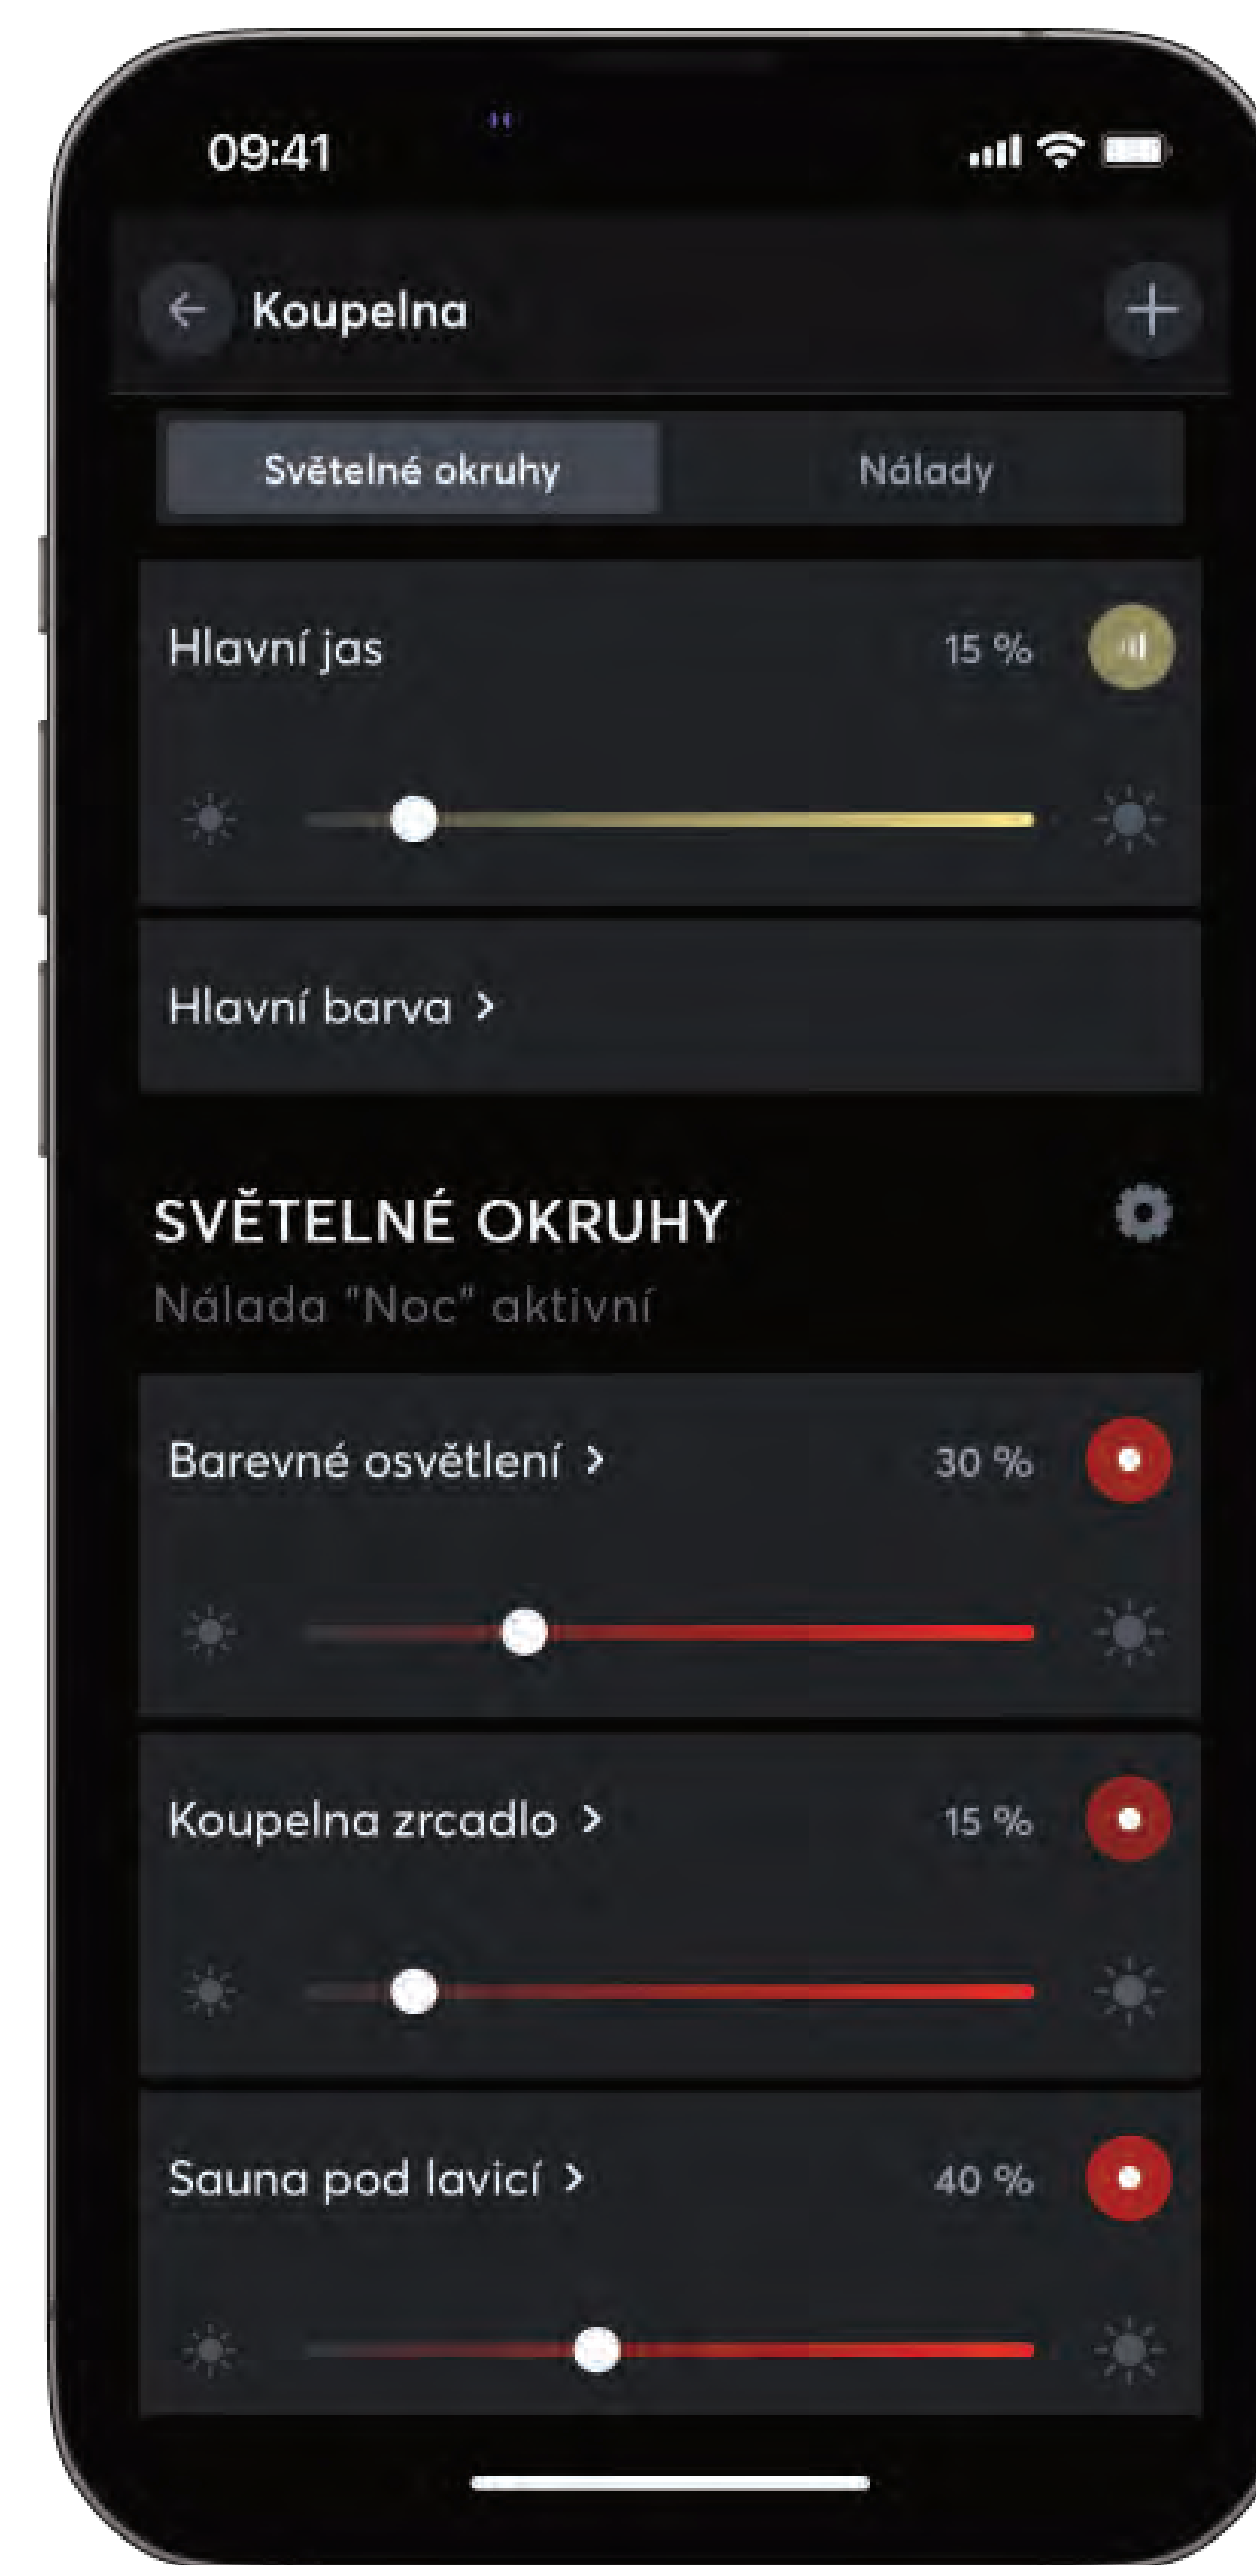 09:41
Koupelna
Světelné okruhy
Nálady
Hlavní jas
15 %
Hlavní barva
SVĚTELNÉ OKRUHY
Nálada "Noc" aktivní
Barevné osvětlení
30 %
Koupelna zrcadlo
15 %
Sauna pod lavicí
40 %